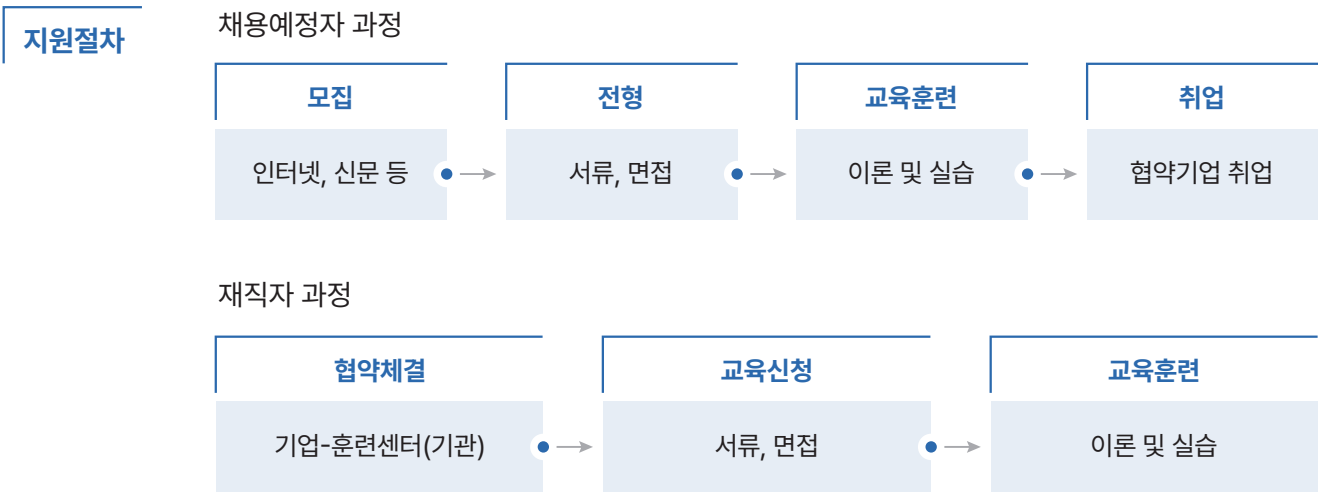 지원절차
채용예정자 과정
모집 전형 교육훈련 취업
인터넷, 신문 등 서류, 면접 이론 및 실습 협약기업 취업
재직자 과정
협약체결 교육신청 교육훈련
기업-훈련센터(기관) 서류, 면접 이론 및 실습